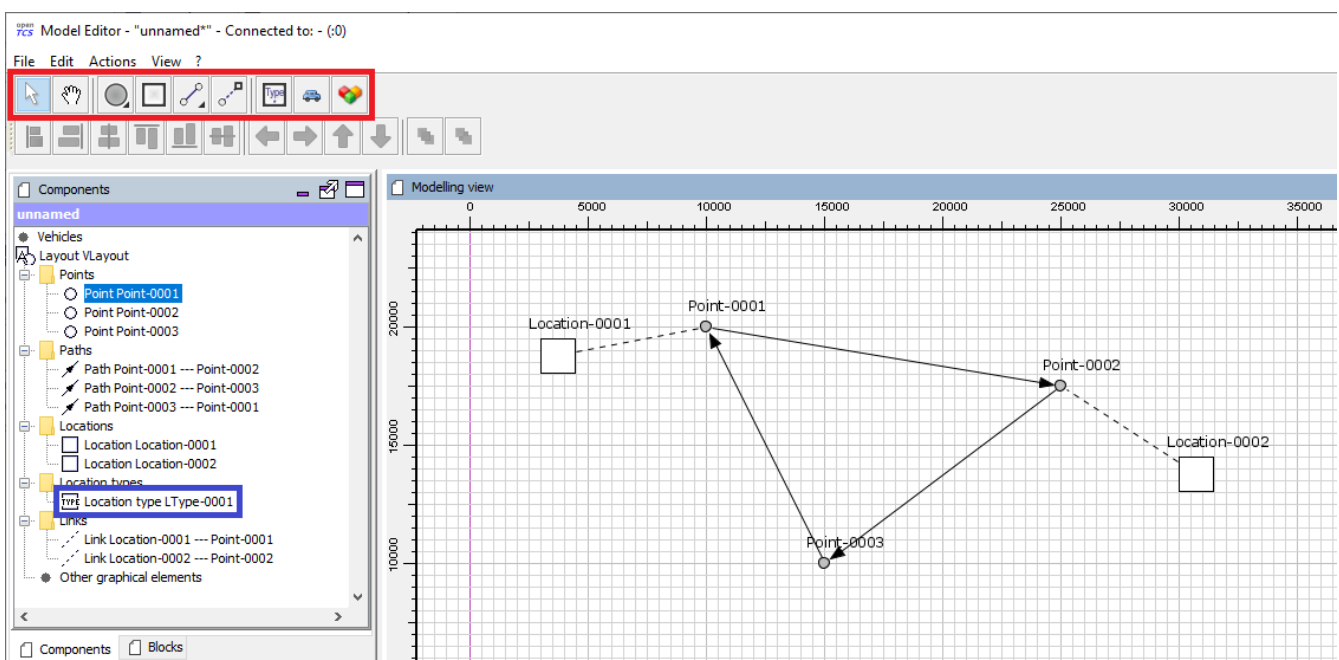 open TCS Model Editor - "unnamed*" - Connected to: - (:0)
File Edit Actions View ?
Type
Components
unnamed
Vehicles
Layout VLayout
Points
Point Point-0001
Point Point-0002
Point Point-0003
Paths
Path Point-0001 --- Point-0002
Path Point-0002 --- Point-0003
Path Point-0003 --- Point-0001
Locations
Location Location-0001
Location Location-0002
Location types
TYPE Location type LType-0001
Links
Link Location-0001 --- Point-0001
Link Location-0002 --- Point-0002
Other graphical elements
Components Blocks
Modelling view
0 5000 10000 15000 20000 25000 30000 35000
20000
15000
10000
Point-0001
Location-0001
Point-0002
Location-0002
Point-0003